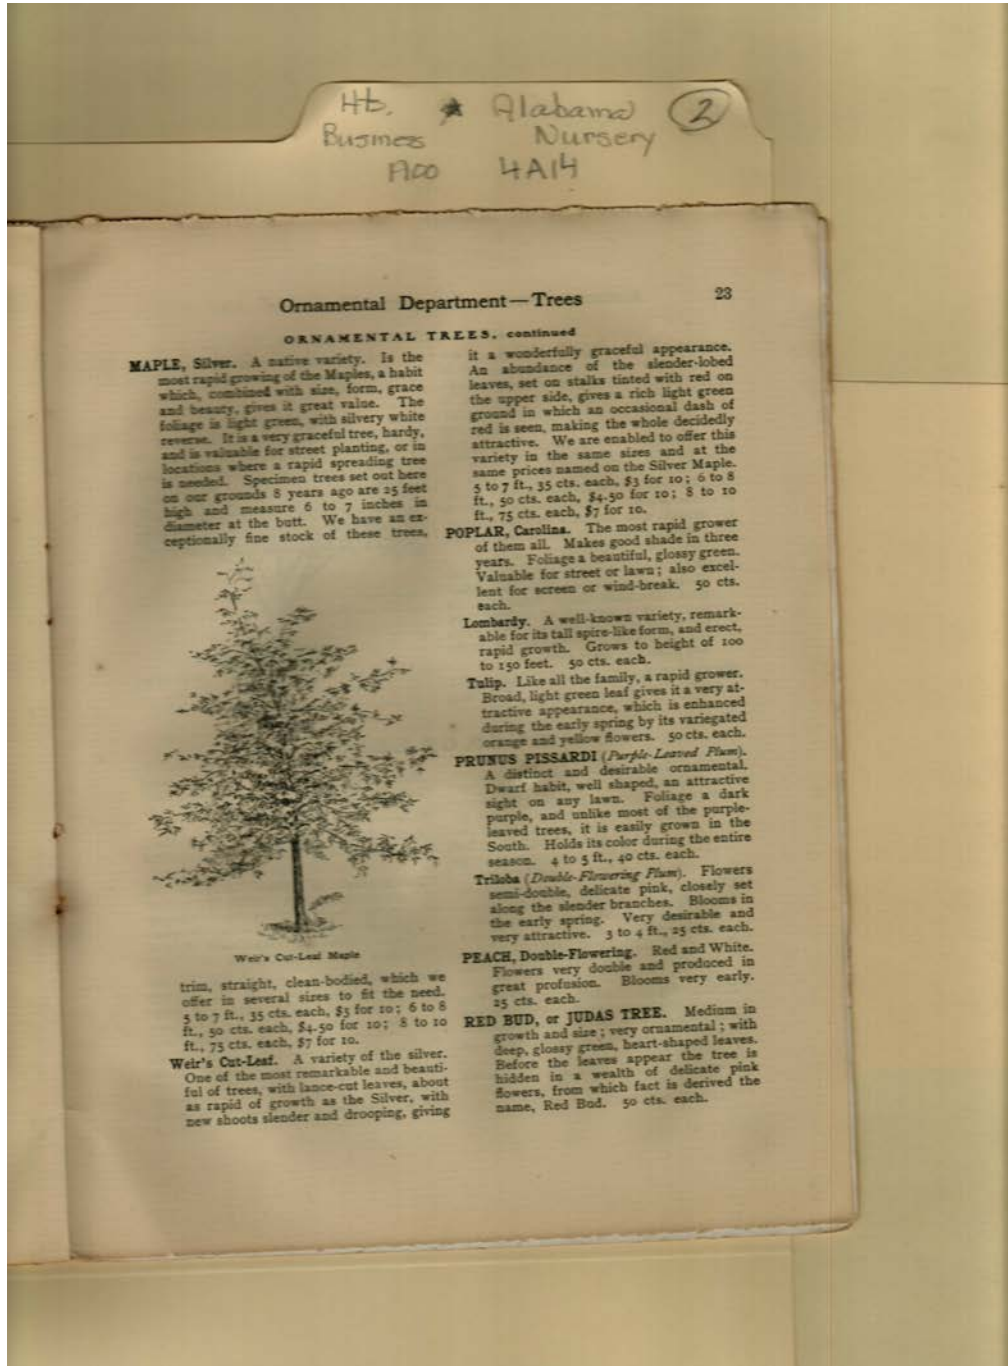 Hb. ★ Alabama 2
Business Nursery
A00 4A14
Ornamental Department—Trees 23
ORNAMENTAL TREES, continued
MAPLE, Silver. A native variety. Is the
most rapid growing of the Maples, a habit
which, combined with size, form, grace
and beauty, gives it great value. The
foliage is light green, with silvery white
reverse. It is a very graceful tree, hardy,
and is valuable for street planting, or in
locations where a rapid spreading tree
is needed. Specimen trees set out here
on our grounds 8 years ago are 25 feet
high and measure 6 to 7 inches in
diameter at the butt. We have an ex-
ceptionally fine stock of these trees,
Weir's Cut-Leaf Maple
trim, straight, clean-bodied, which we
offer in several sizes to fit the need.
5 to 7 ft., 35 cts. each, $3 for 10; 6 to 8
ft., 50 cts. each, $4.50 for 10; 8 to 10
ft., 75 cts. each, $7 for 10.
Weir's Cut-Leaf. A variety of the silver.
One of the most remarkable and beauti-
ful of trees, with lance-cut leaves, about
as rapid of growth as the Silver, with
new shoots slender and drooping, giving
it a wonderfully graceful appearance.
An abundance of the slender-lobed
leaves, set on stalks tinted with red on
the upper side, gives a rich light green
ground in which an occasional dash of
red is seen, making the whole decidedly
attractive. We are enabled to offer this
variety in the same sizes and at the
same prices named on the Silver Maple.
5 to 7 ft., 35 cts. each, $3 for 10; 6 to 8
ft., 50 cts. each, $4.50 for 10; 8 to 10
ft., 75 cts. each, $7 for 10.
POPLAR, Carolina. The most rapid grower
of them all. Makes good shade in three
years. Foliage a beautiful, glossy green.
Valuable for street or lawn; also excel-
lent for screen or wind-break. 50 cts.
each.
Lombardy. A well-known variety, remark-
able for its tall spire-like form, and erect,
rapid growth. Grows to height of 100
to 150 feet. 50 cts. each.
Tulip. Like all the family, a rapid grower.
Broad, light green leaf gives it a very at-
tractive appearance, which is enhanced
during the early spring by its variegated
orange and yellow flowers. 50 cts. each.
PRUNUS PISSARDI (Purple-Leaved Plum).
A distinct and desirable ornamental.
Dwarf habit, well shaped, an attractive
sight on any lawn. Foliage a dark
purple, and unlike most of the purple-
leaved trees, it is easily grown in the
South. Holds its color during the entire
season. 4 to 5 ft., 40 cts. each.
Triloba (Double-Flowering Plum). Flowers
semi-double, delicate pink, closely set
along the slender branches. Blooms in
the early spring. Very desirable and
very attractive. 3 to 4 ft., 25 cts. each.
PEACH, Double-Flowering. Red and White.
Flowers very double and produced in
great profusion. Blooms very early.
25 cts. each.
RED BUD, or JUDAS TREE. Medium in
growth and size; very ornamental; with
deep, glossy green, heart-shaped leaves.
Before the leaves appear the tree is
hidden in a wealth of delicate pink
flowers, from which fact is derived the
name, Red Bud. 50 cts. each.